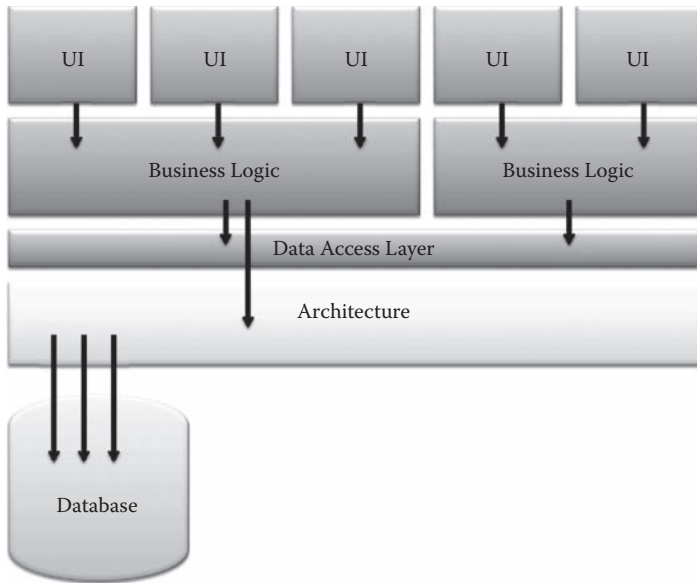 UI UI UI UI UI
Business Logic Business Logic
Data Access Layer
Architecture
Database